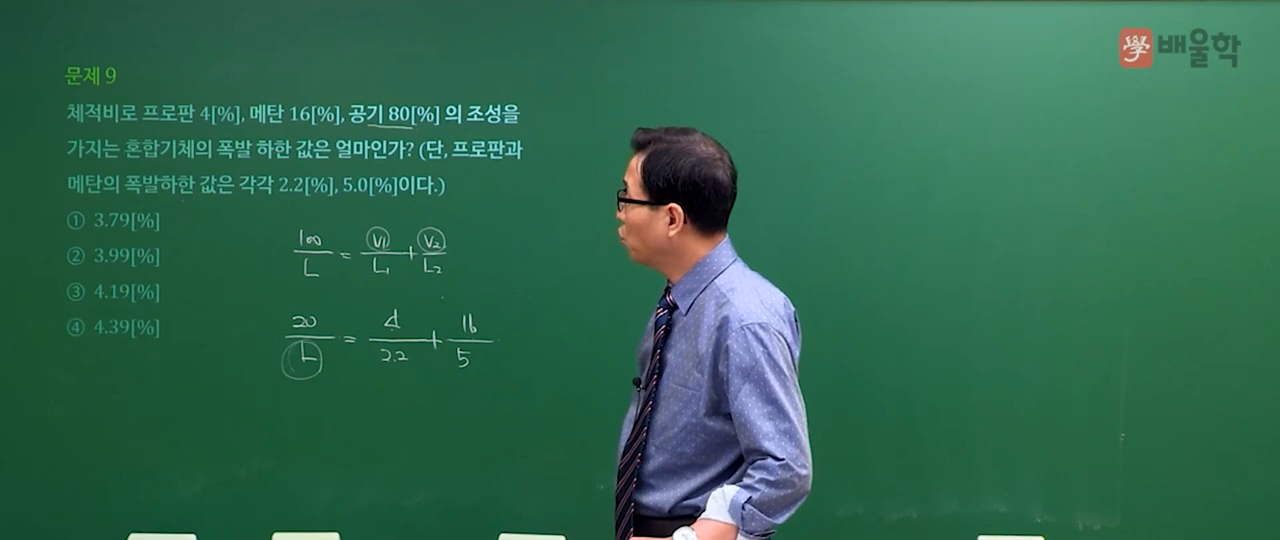 學 배울학
문제 9
체적비로 프로판 4[%], 메탄 16[%], 공기 80[%] 의 조성을
가지는 혼합기체의 폭발 하한 값은 얼마인가? (단, 프로판과
메탄의 폭발하한 값은 각각 2.2[%], 5.0[%]이다.)
① 3.79[%]
② 3.99[%]
③ 4.19[%]
④ 4.39[%]
100/L = V1/L1 + V2/L2
20/L = 4/2.2 + 16/5